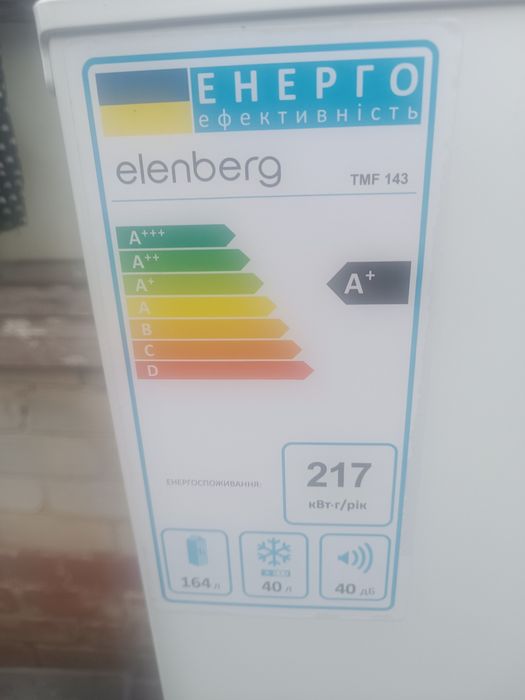 ЕНЕРГО
ефективність
elenberg
TMF 143
A+++
A++
A+
A+
A
B
C
D
ЕНЕРГОСПОЖИВАННЯ:
217
кВт-г/рік
164 л
40 л
40 дб